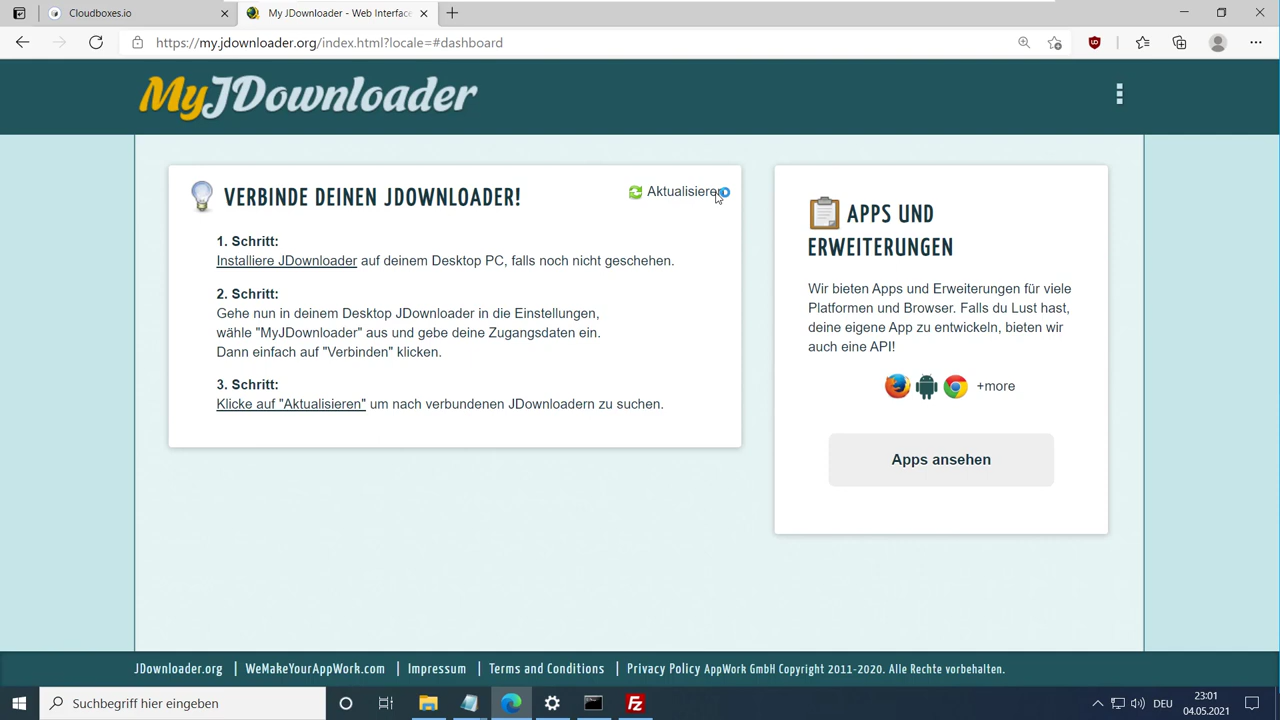 Cloudboxes.io
My JDownloader - Web Interface
https://my.jdownloader.org/index.html?locale=#dashboard
MyJDownloader
VERBINDE DEINEN JDOWNLOADER!
Aktualisieren
1. Schritt:
Installiere JDownloader auf deinem Desktop PC, falls noch nicht geschehen.
2. Schritt:
Gehe nun in deinem Desktop JDownloader in die Einstellungen,
wähle "MyJDownloader" aus und gebe deine Zugangsdaten ein.
Dann einfach auf "Verbinden" klicken.
3. Schritt:
Klicke auf "Aktualisieren" um nach verbundenen JDownloadern zu suchen.
APPS UND
ERWEITERUNGEN
Wir bieten Apps und Erweiterungen für viele
Platformen und Browser. Falls du Lust hast,
deine eigene App zu entwickeln, bieten wir
auch eine API!
+more
Apps ansehen
JDownloader.org | WeMakeYourAppWork.com | Impressum | Terms and Conditions | Privacy Policy AppWork GmbH Copyright 2011-2020. Alle Rechte vorbehalten.
Suchbegriff hier eingeben
DEU
23:01
04.05.2021